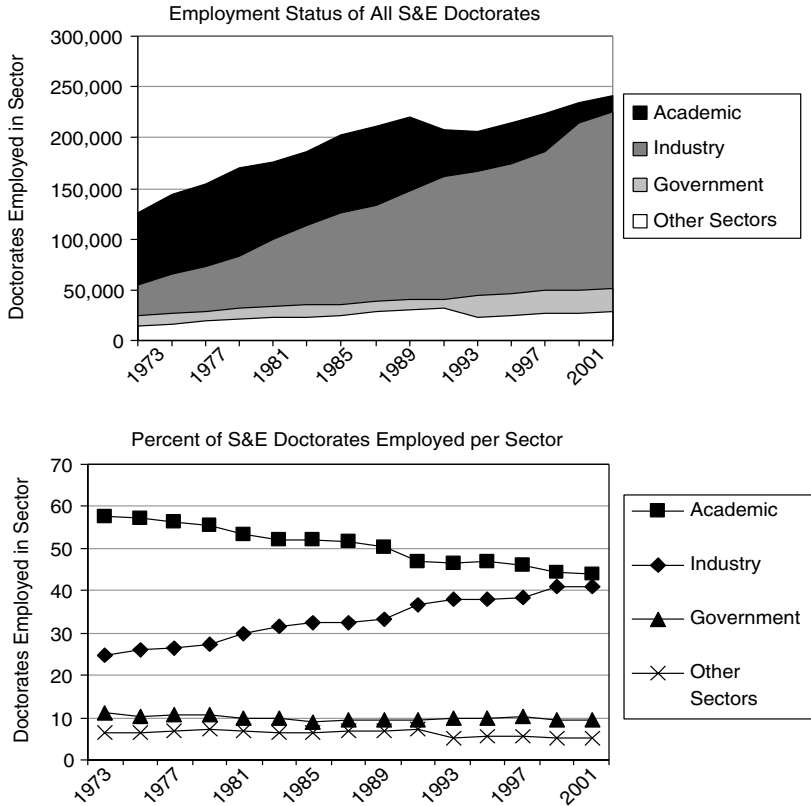 Employment Status of All S&E Doctorates
Doctorates Employed in Sector
300,000
250,000
200,000
150,000
100,000
50,000
0
1973
1977
1981
1985
1989
1993
1997
2001
Academic
Industry
Government
Other Sectors
Percent of S&E Doctorates Employed per Sector
Doctorates Employed in Sector
70
60
50
40
30
20
10
0
1973
1977
1981
1985
1989
1993
1997
2001
Academic
Industry
Government
Other
Sectors